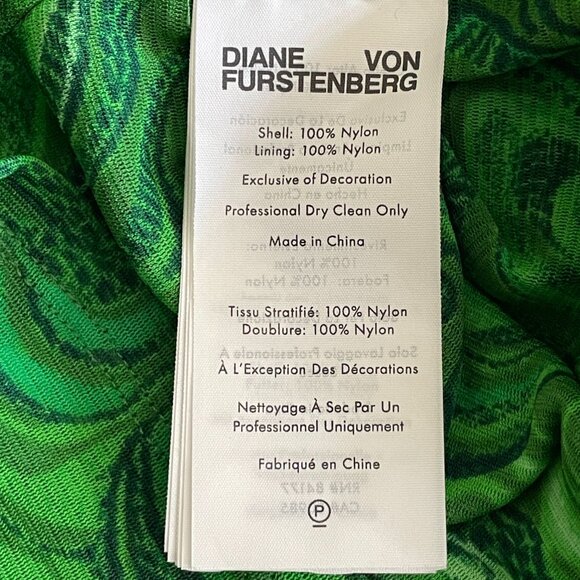 DIANE VON
FURSTENBERG
Shell: 100% Nylon
Lining: 100% Nylon
Exclusive of Decoration
Professional Dry Clean Only
Made in China
Tissu Stratifié: 100% Nylon
Doublure: 100% Nylon
À L'Exception Des Décorations
Nettoyage À Sec Par Un
Professionnel Uniquement
Fabriqué en Chine
P